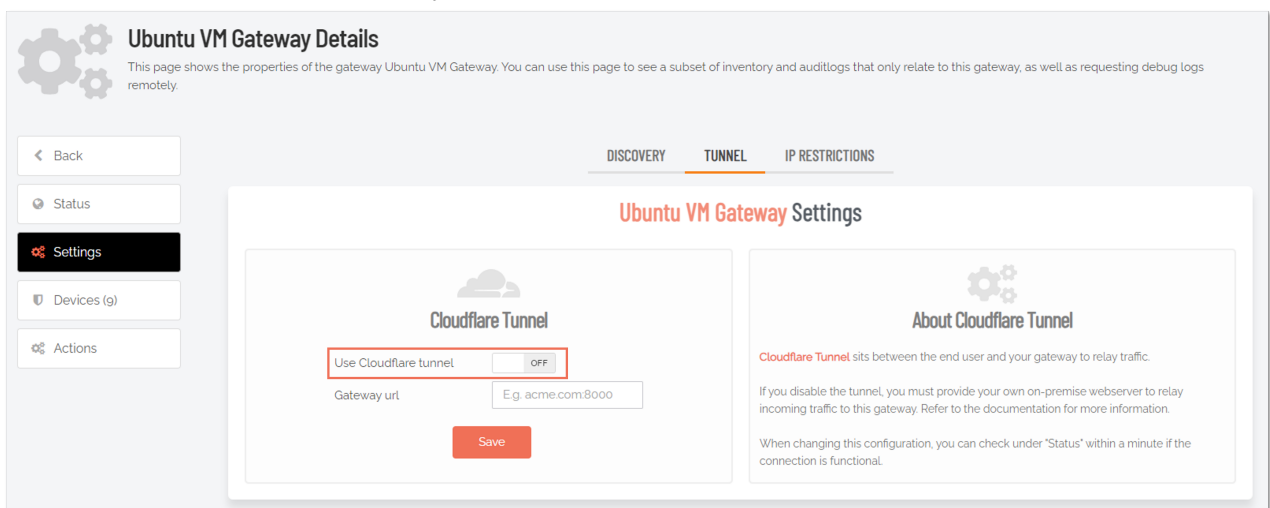 Ubuntu VM Gateway Details
This page shows the properties of the gateway Ubuntu VM Gateway. You can use this page to see a subset of inventory and auditlogs that only relate to this gateway, as well as requesting debug logs
remotely.
Back
Status
Settings
Devices (9)
Actions
DISCOVERY TUNNEL IP RESTRICTIONS
Ubuntu VM Gateway Settings
Cloudflare Tunnel
Use Cloudflare tunnel OFF
Gateway url E.g. acme.com:8000
Save
About Cloudflare Tunnel
Cloudflare Tunnel sits between the end user and your gateway to relay traffic.
If you disable the tunnel, you must provide your own on-premise webserver to relay
incoming traffic to this gateway. Refer to the documentation for more information.
When changing this configuration, you can check under "Status" within a minute if the
connection is functional.